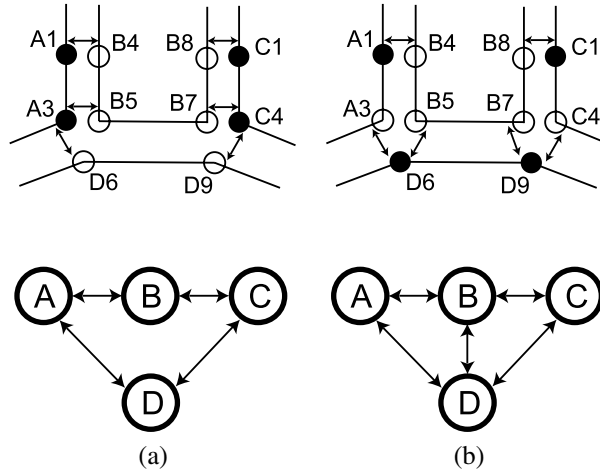 A1 B4 B8 C1 A1 B4 B8 C1
A3 B5 B7 C4 A3 B5 B7 C4
D6 D9 D6 D9
A B C A B C
D D
(a) (b)